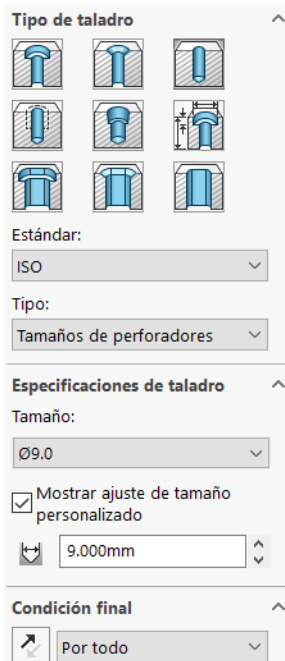 Tipo de taladro
Estándar:
ISO
Tipo:
Tamaños de perforadores
Especificaciones de taladro
Tamaño:
Ø9.0
Mostrar ajuste de tamaño
personalizado
9.000mm
Condición final
Por todo